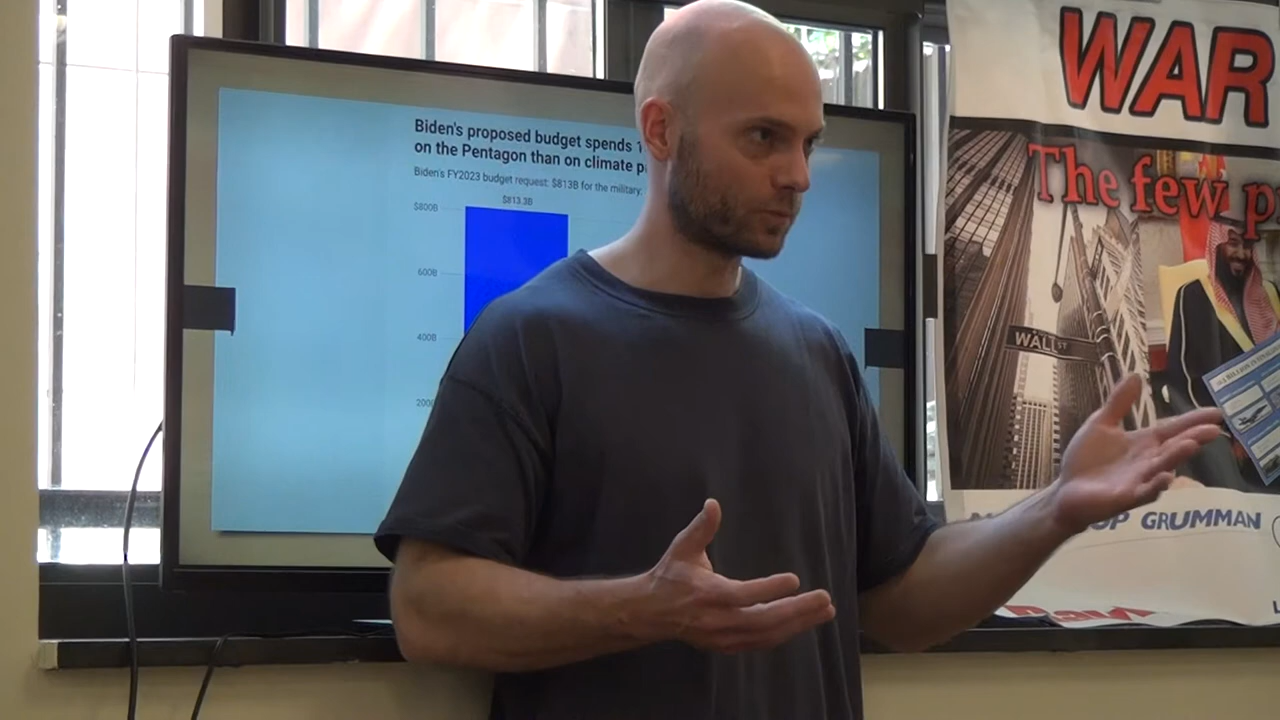 Biden's proposed budget spends
on the Pentagon than on climate
Biden's FY2023 budget request: $813B for the military;
$813.3B
$800B
600B
400B
WAR
The few
WALL ST
GRUMMAN